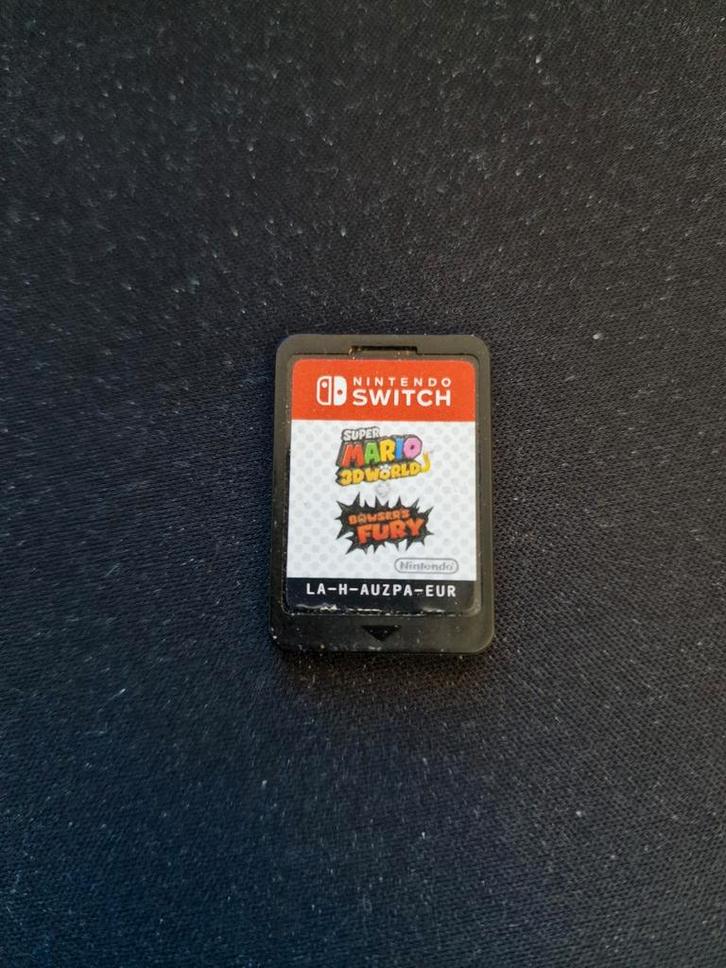 NINTENDO
SWITCH
SUPER
MARIO
3D WORLD
BOWSER'S
FURY
Nintendo
LA-H-AUZPA-EUR